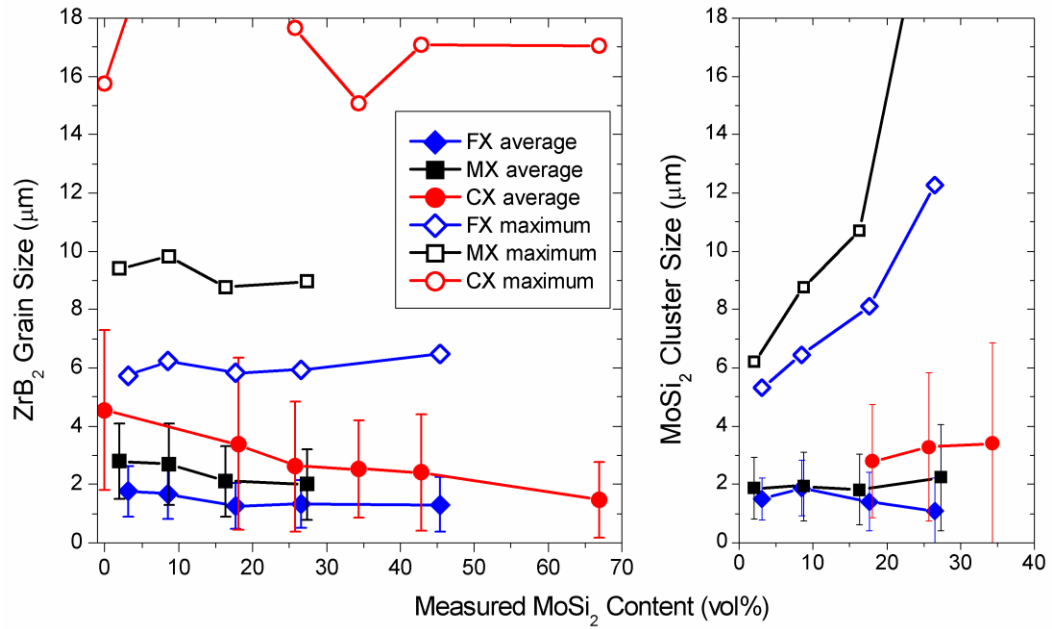 ZrB₂ Grain Size (μm)
18
16
14
12
10
8
6
4
2
0
0 10 20 30 40 50 60 70
FX average
MX average
CX average
FX maximum
MX maximum
CX maximum
MoSi₂ Cluster Size (μm)
18
16
14
12
10
8
6
4
2
0
0 10 20 30 40
Measured MoSi₂ Content (vol%)